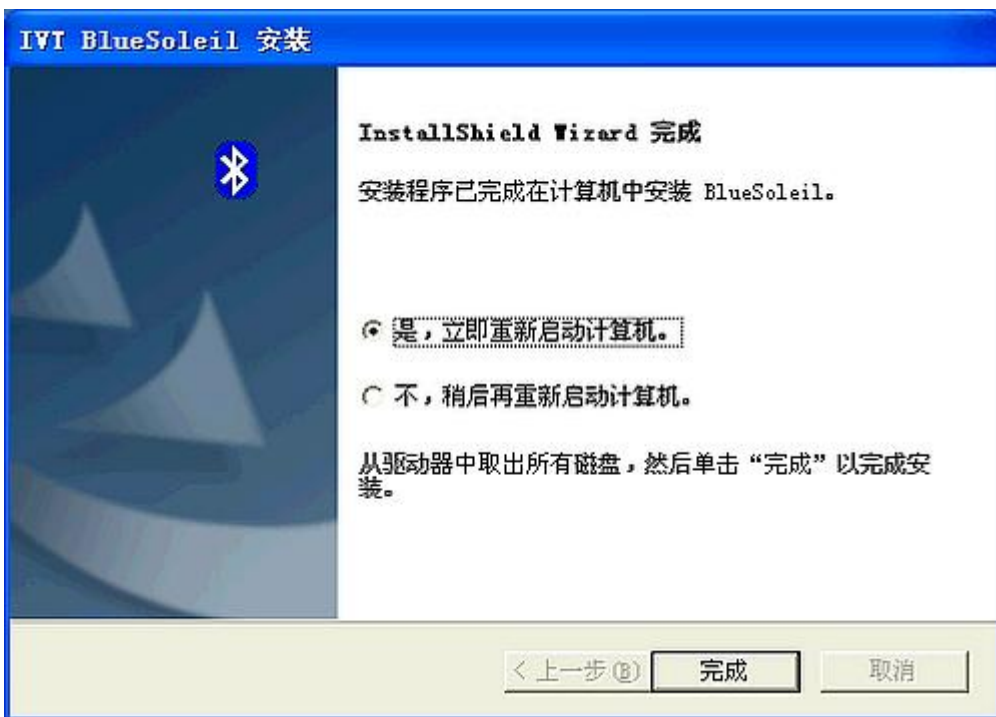 IVT BlueSoleil 安装
InstallShield Wizard 完成
安装程序已完成在计算机中安装 BlueSoleil。
是，立即重新启动计算机。
不，稍后再重新启动计算机。
从驱动器中取出所有磁盘，然后单击“完成”以完成安
装。
< 上一步(B)
完成
取消